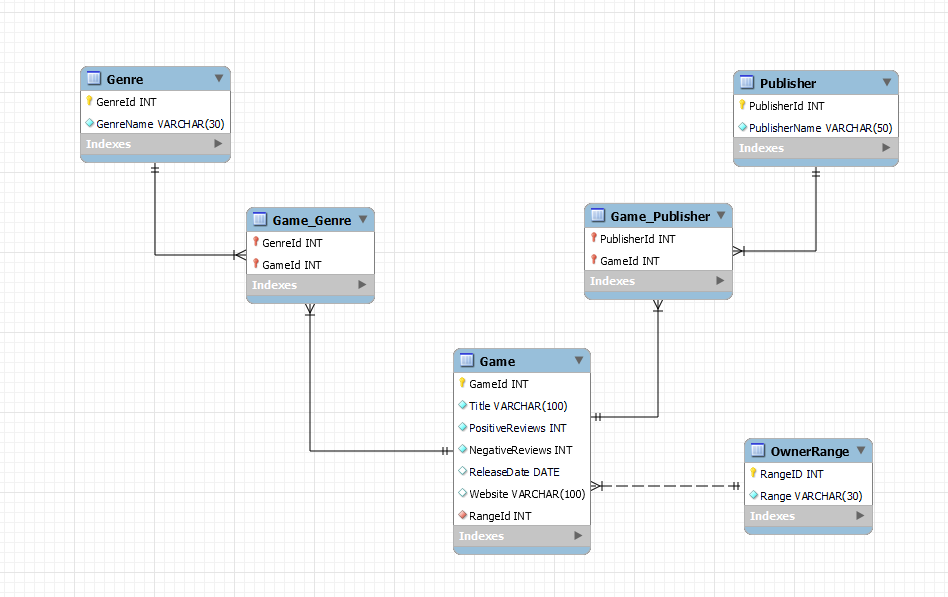 Genre
GenreId INT
GenreName VARCHAR(30)
Indexes
Publisher
PublisherId INT
PublisherName VARCHAR(50)
Indexes
Game_Genre
GenreId INT
GameId INT
Indexes
Game_Publisher
PublisherId INT
GameId INT
Indexes
Game
GameId INT
Title VARCHAR(100)
PositiveReviews INT
NegativeReviews INT
ReleaseDate DATE
Website VARCHAR(100)
RangeId INT
Indexes
OwnerRange
RangeID INT
Range VARCHAR(30)
Indexes